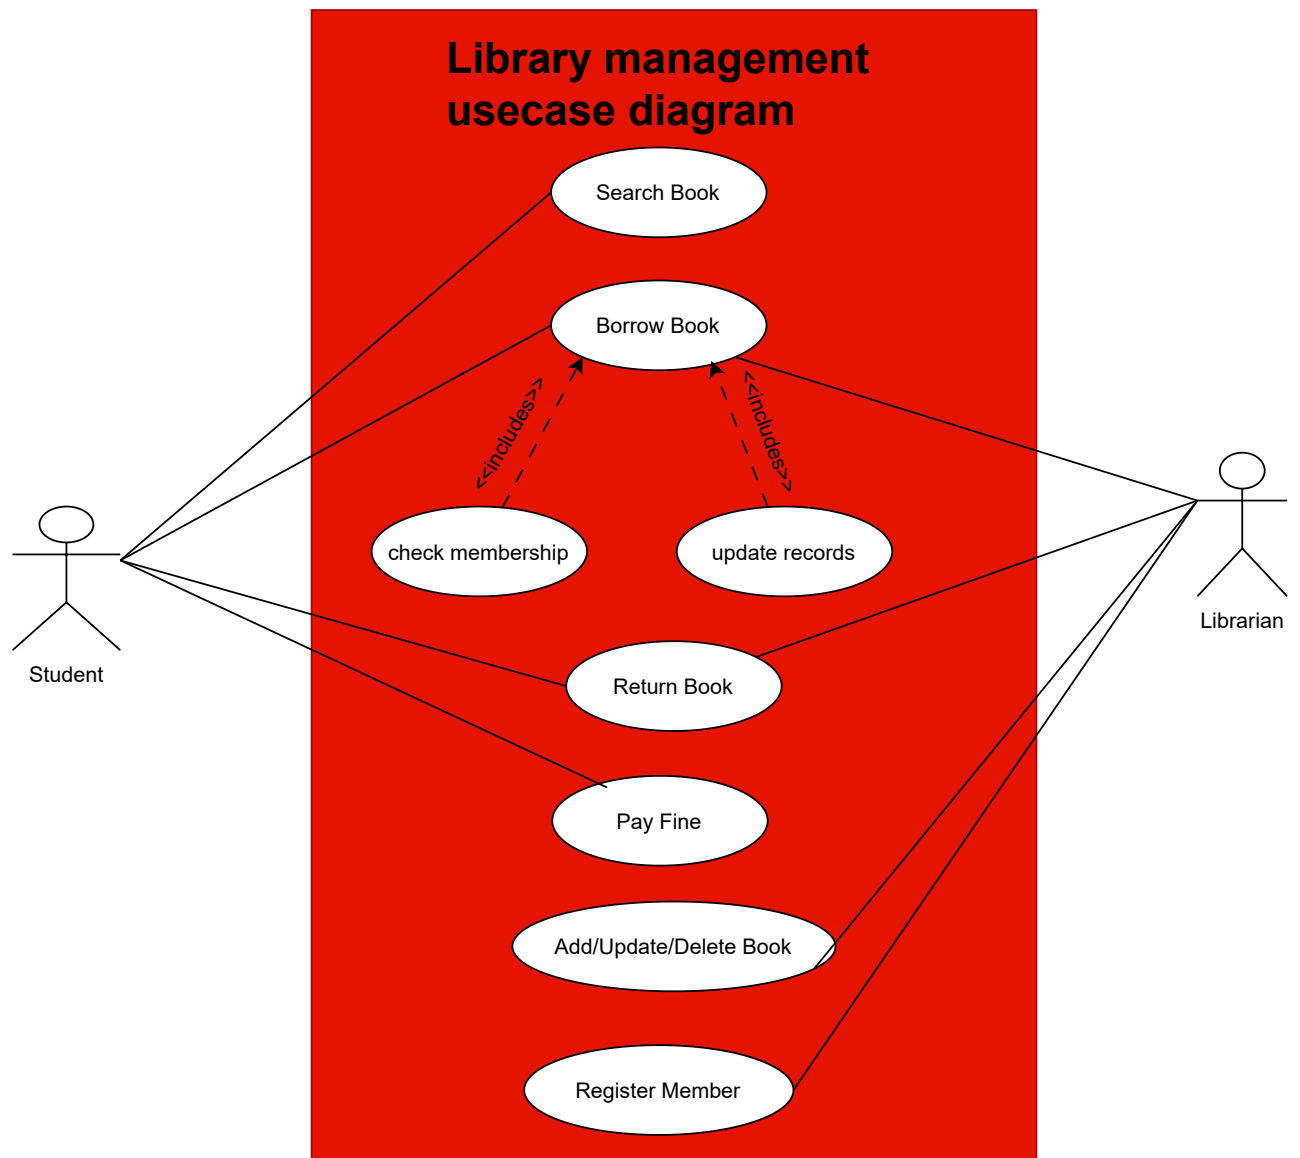 Library management
usecase diagram
Search Book
Borrow Book
<<includes>>
<<includes>>
check membership
update records
Student
Librarian
Return Book
Pay Fine
Add/Update/Delete Book
Register Member